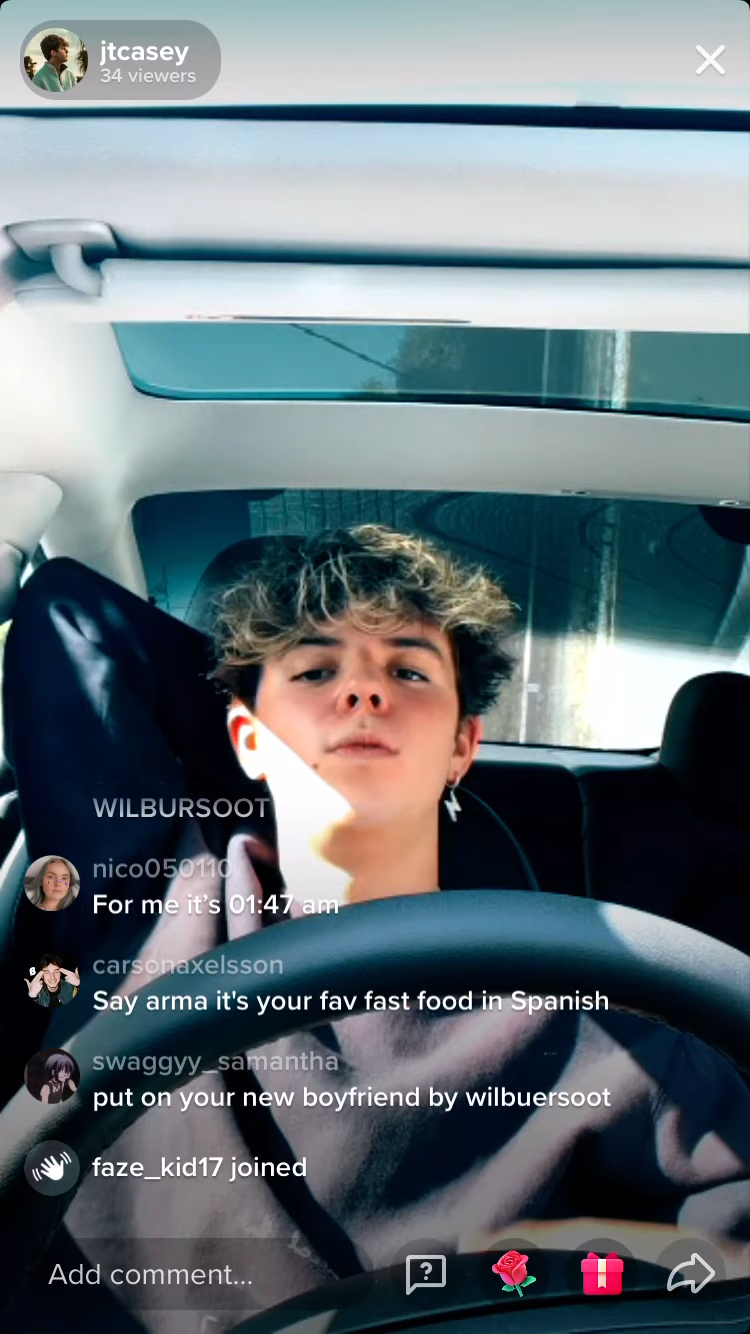 jtcasey
34 viewers
WILBURSOOT
nico050110
For me it’s 01:47 am
carsonaxelsson
Say arma it's your fav fast food in Spanish
swaggyy_samantha
put on your new boyfriend by wilbuersoot
faze_kid17 joined
Add comment...